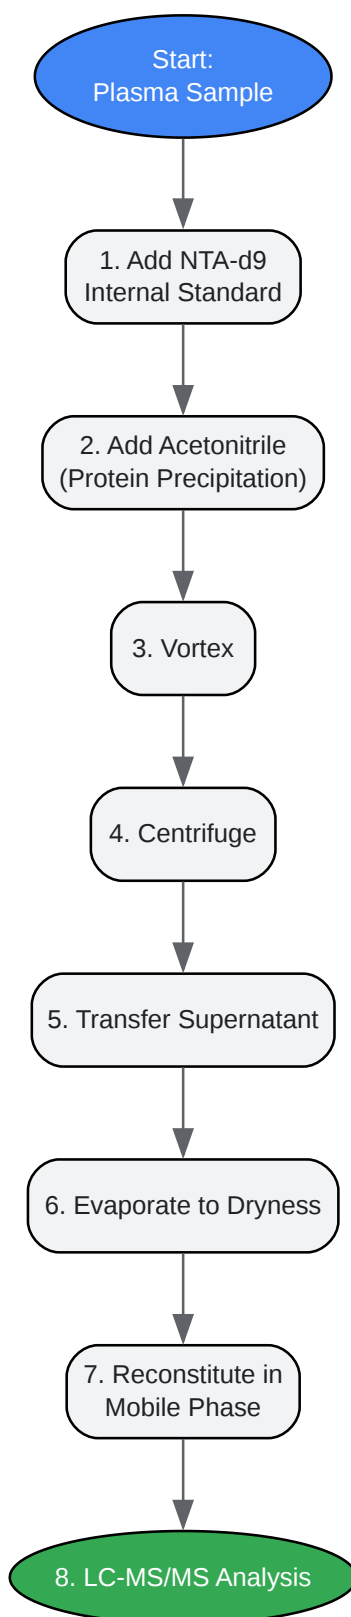 Start:
Plasma Sample
1. Add NTA-d9
Internal Standard
2. Add Acetonitrile
(Protein Precipitation)
3. Vortex
4. Centrifuge
5. Transfer Supernatant
6. Evaporate to Dryness
7. Reconstitute in
Mobile Phase
8. LC-MS/MS Analysis